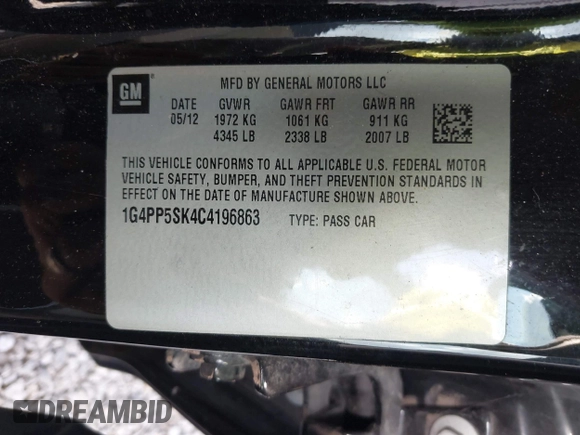 GM
MFD BY GENERAL MOTORS LLC
DATE GVWR GAWR FRT GAWR RR
05/12 1972 KG 1061 KG 911 KG
4345 LB 2338 LB 2007 LB
THIS VEHICLE CONFORMS TO ALL APPLICABLE U.S. FEDERAL MOTOR
VEHICLE SAFETY, BUMPER, AND THEFT PREVENTION STANDARDS IN
EFFECT ON THE DATE OF MANUFACTURE SHOWN ABOVE.
1G4PP5SK4C4196863 TYPE: PASS CAR
DREAMBID